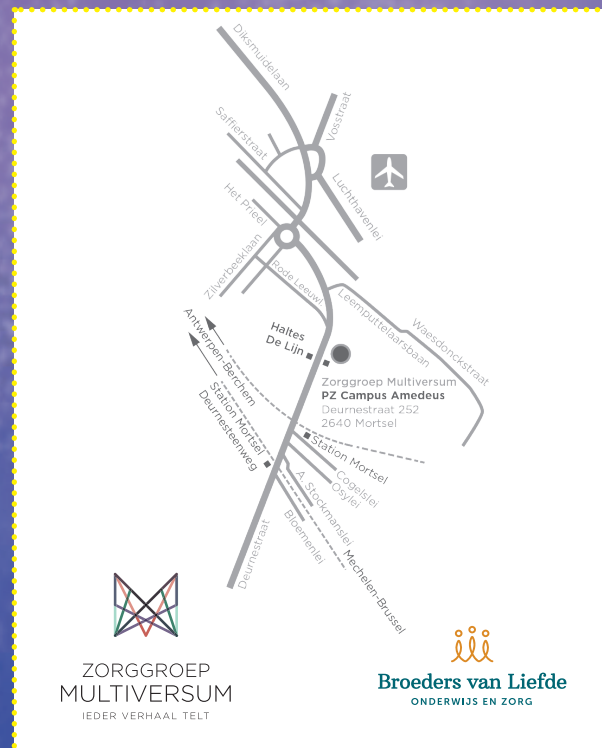 Diksmuidelaan
Vosstraat
Saffierstraat
Luchthavenlei
Het Prieel
Zilverbeeklaan
Rode Leeuwl.
Leemputtelaarsbaan
Waesdonckstraat
Antwerpen-Berchem
Haltes
De Lijn
Zorggroep Multiversum
PZ Campus Amedeus
Deurnestraat 252
2640 Mortsel
Station Mortsel
Deurnesteenweg
Station Mortsel
Cogelslei
Osylei
A. Stockmanslei
Bloemenlei
Mechelen-Brussel
Deurnestraat
ZORGGROEP
MULTIVERSUM
IEDER VERHAAL TELT
Broeders van Liefde
ONDERWIJS EN ZORG